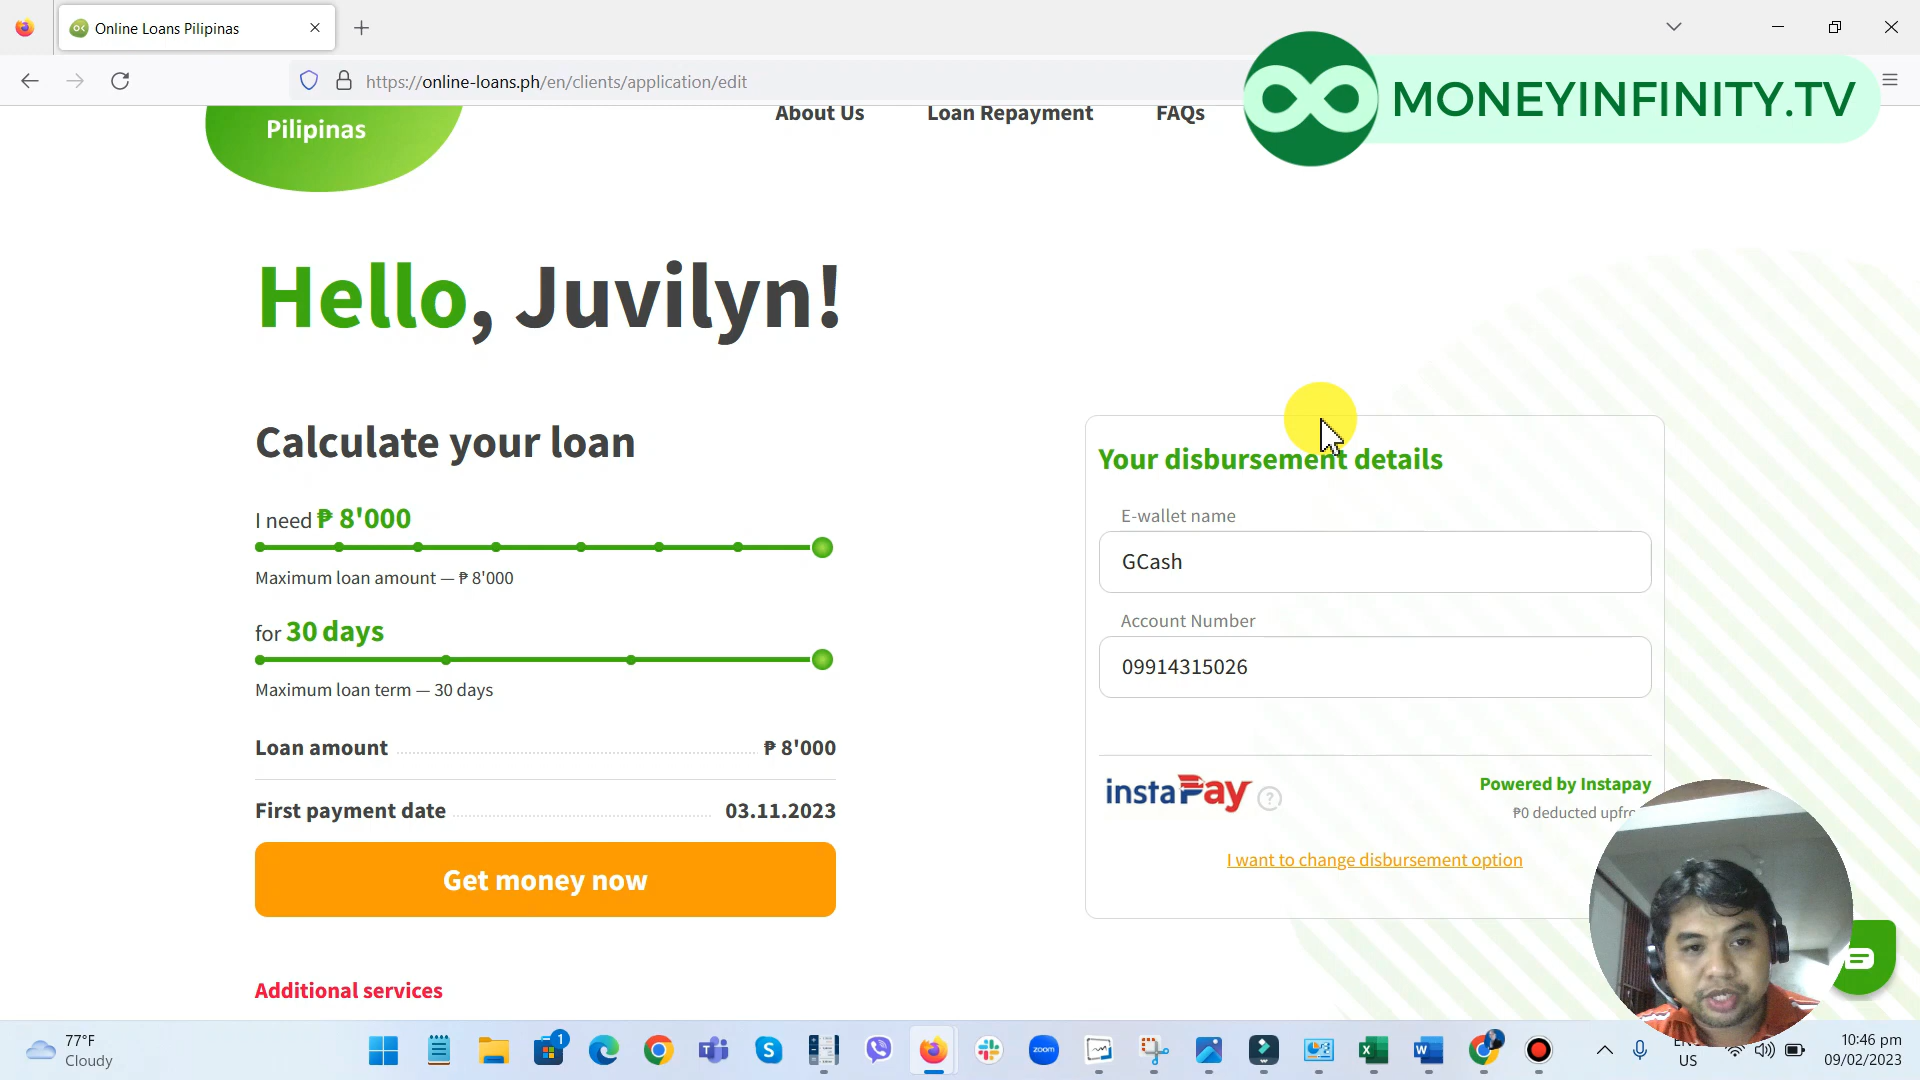 Online Loans Pilipinas
https://online-loans.ph/en/clients/application/edit
MONEYINFINITY.TV
Pilipinas
About Us
Loan Repayment
FAQs
Hello, Juvilyn!
Calculate your loan
I need ₱ 8'000
Maximum loan amount — ₱ 8'000
for 30 days
Maximum loan term — 30 days
Loan amount ₱ 8'000
First payment date 03.11.2023
Get money now
Additional services
Your disbursement details
E-wallet name
GCash
Account Number
09914315026
instaPay
Powered by Instapay
₱0 deducted
I want to change disbursement option
77°F
Cloudy
1
zoom
US
10:46 pm
09/02/2023